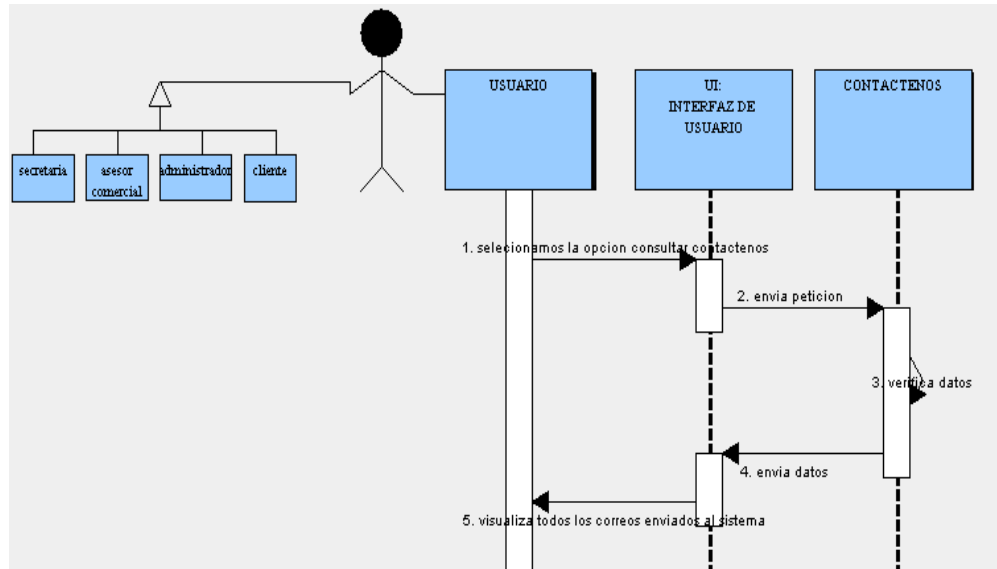 USUARIO
UI:
INTERFAZ DE
USUARIO
CONTACTENOS
secretaria
asesor
comercial
administrador
cliente
1. selecionamos la opcion consultar contactenos
2. envia peticion
3. verifica datos
4. envia datos
5. visualiza todos los correos enviados al sistema